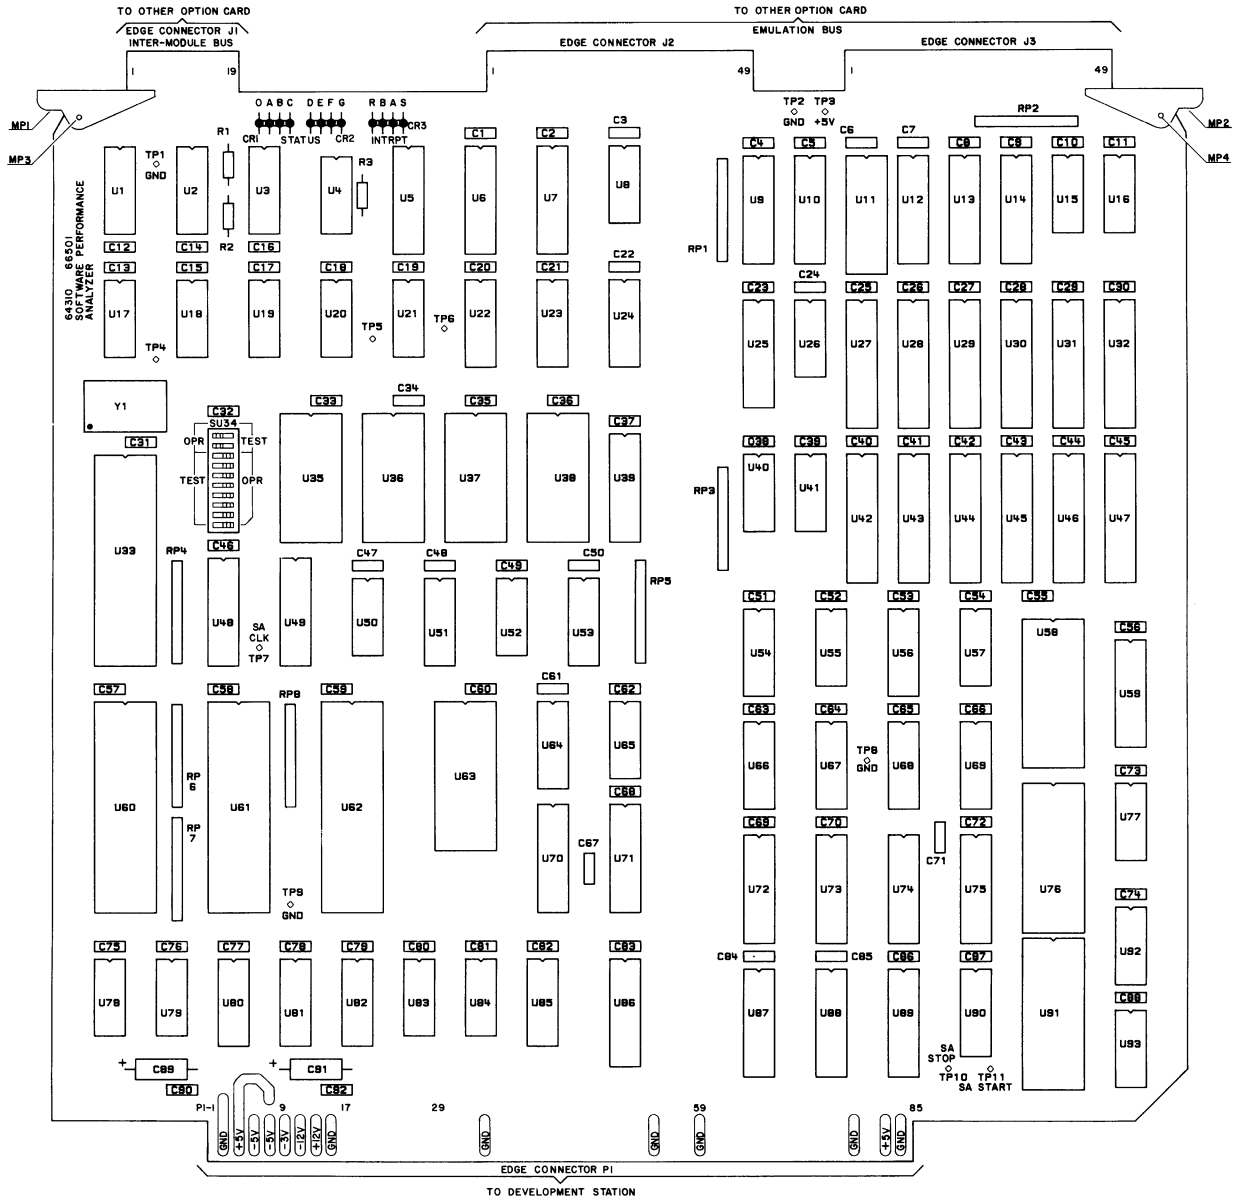 TO OTHER OPTION CARD
TO OTHER OPTION CARD
EDGE CONNECTOR J1
INTER-MODULE BUS
EMULATION BUS
EDGE CONNECTOR J2
EDGE CONNECTOR J3
1 19 1 49 1 49
O A B C D E F G R B A S
CR1 STATUS CR2 INTRPT CR3
MP1 MP3 MP2 MP4
TP2 GND TP3 +5V
RP2
R1 C1 C2 C3 C4 C5 C6 C7 C8 C9 C10 C11
TP1 GND
R3
U1 U2 U3 U4 U5 U6 U7 U8 U9 U10 U11 U12 U13 U14 U15 U16
R2
RP1
64310 66501
SOFTWARE PERFORMANCE
ANALYZER
C12 C14 C16
C13 C15 C17 C18 C19 C20 C21 C22
C24
C23 C25 C26 C27 C28 C29 C30
U17 U18 U19 U20 U21 U22 U23 U24 U25 U26 U27 U28 U29 U30 U31 U32
TP4 TP5 TP6
Y1
C32 C33 C34 C35 C36 C37
SU34
OPR TEST
TEST OPR
C31
C38 C39 C40 C41 C42 C43 C44 C45
U35 U36 U37 U38 U39 U40 U41 U42 U43 U44 U45 U46 U47
RP3
U33
C46
RP4
C47 C48 C49 C50
RP5
U48 U49 U50 U51 U52 U53
SA
CLK
TP7
C51 C52 C53 C54 C55 C56
U54 U55 U56 U57 U58 U59
C57 C58 RP8 C59 C60 C61 C62
C63 C64 C65 C66
U60 RP 6 U61 U62 U63 U64 U65 U66 U67 U68 U69
TP8
GND
C73
RP 7
C68
C69 C70 C71 C72
C67
U70 U71 U72 U73 U74 U75 U76 U77
TP9
GND
C74
C75 C76 C77 C78 C79 C80 C81 C82 C83 C84 C85 C86 C87
U92
C88
U78 U79 U80 U81 U82 U83 U84 U85 U86 U87 U88 U89 U90 U91 U93
+ C89 + C91
C90 C92
SA
STOP
TP10 TP11
SA START
P1-1 9 17 29 59 85
GND +5V -5V -5V -3V -12V +12V GND GND GND GND GND +5V GND
EDGE CONNECTOR P1
TO DEVELOPMENT STATION